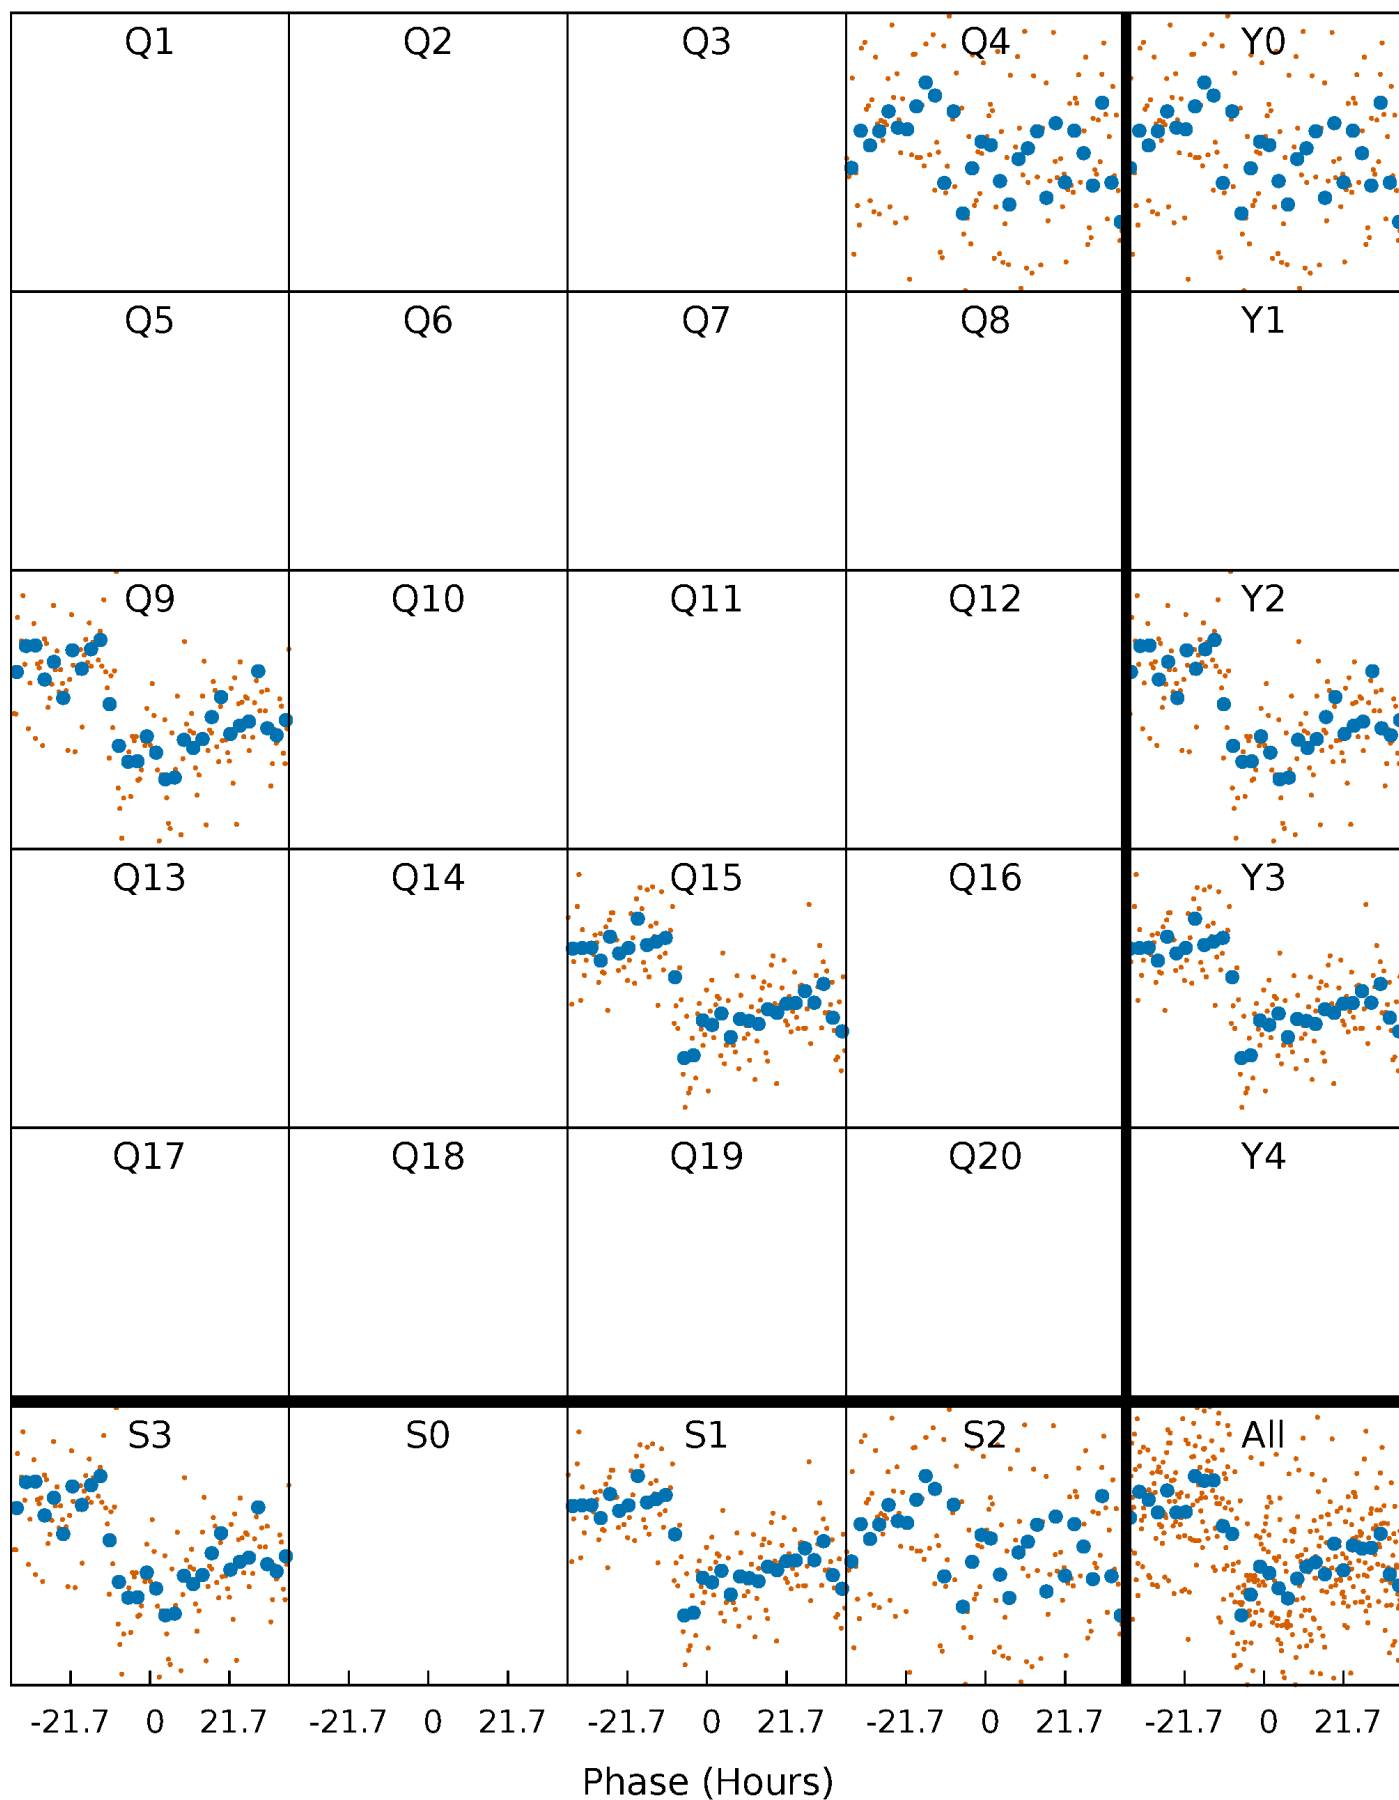 Q1 Q2 Q3 Q4 Y0
Q5 Q6 Q7 Q8 Y1
Q9 Q10 Q11 Q12 Y2
Q13 Q14 Q15 Q16 Y3
Q17 Q18 Q19 Q20 Y4
S3 S0 S1 S2 All
-21.7 0 21.7 -21.7 0 21.7 -21.7 0 21.7 -21.7 0 21.7 -21.7 0 21.7
Phase (Hours)